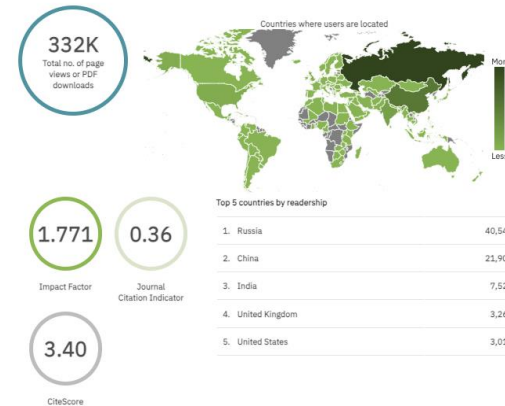 332K
Total no. of page
views or PDF
downloads
Countries where users are located
1.771
Impact Factor
0.36
Journal
Citation Indicator
3.40
CiteScore
Top 5 countries by readership
1. Russia
2. China
3. India
4. United Kingdom
5. United States